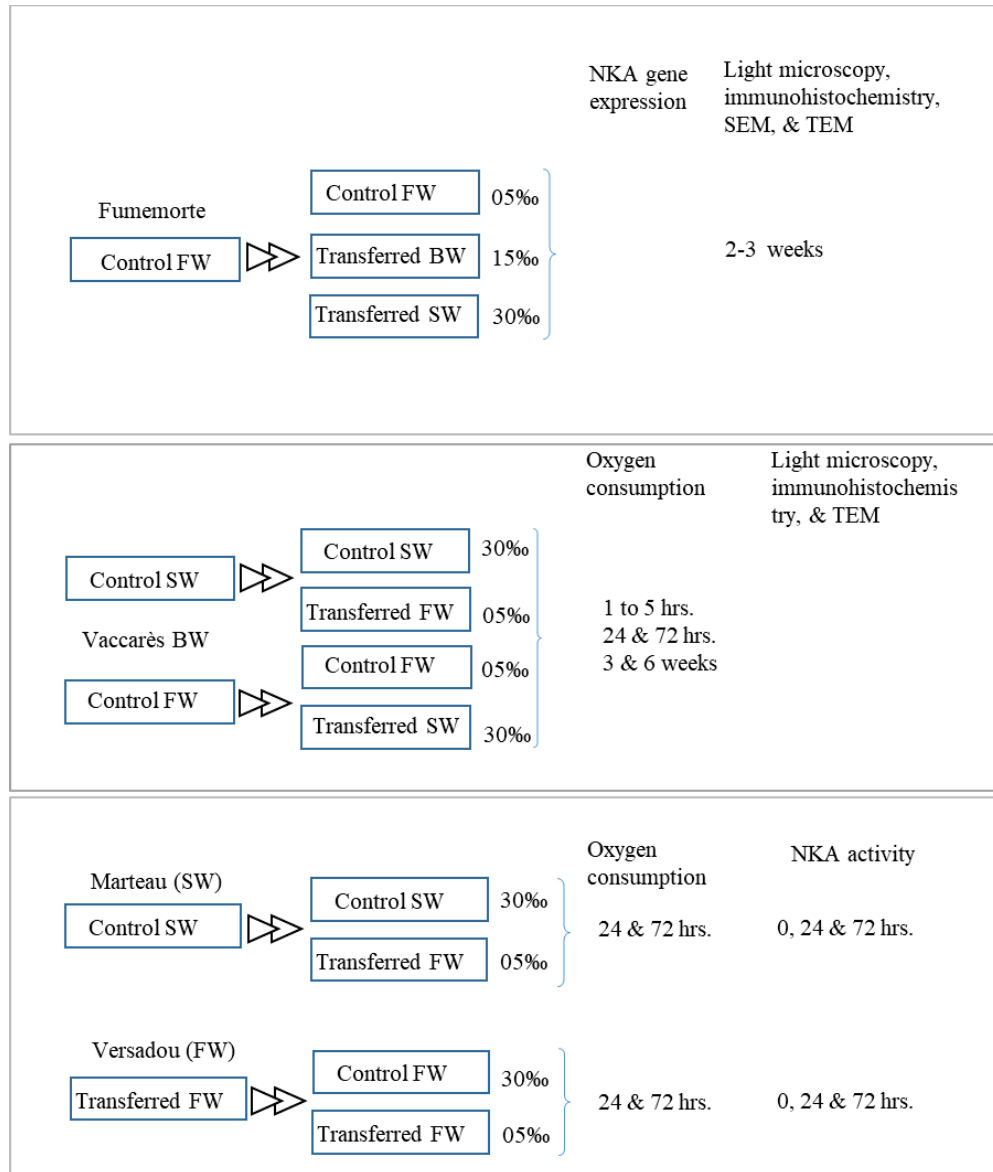 NKA gene
expression
Light microscopy,
immunohistochemistry,
SEM, & TEM
Fumemorte
Control FW
Control FW
05‰
Transferred BW
15‰
Transferred SW
30‰
2-3 weeks
Oxygen
consumption
Light microscopy,
immunohistochemis
try, & TEM
Control SW
Control SW
30‰
Transferred FW
05‰
Vaccarès BW
Control FW
Control FW
05‰
Transferred SW
30‰
1 to 5 hrs.
24 & 72 hrs.
3 & 6 weeks
Oxygen
consumption
NKA activity
Marteau (SW)
Control SW
Control SW
30‰
Transferred FW
05‰
24 & 72 hrs.
0, 24 & 72 hrs.
Versadou (FW)
Transferred FW
Control FW
30‰
Transferred FW
05‰
24 & 72 hrs.
0, 24 & 72 hrs.